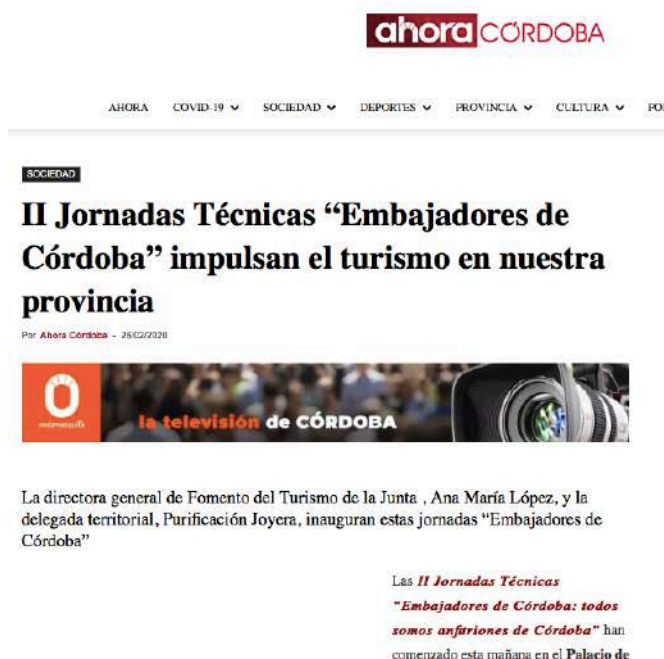 ahora CÓRDOBA
AHORA COVID-19 SOCIEDAD DEPORTES PROVINCIA CULTURA
SOCIEDAD
II Jornadas Técnicas “Embajadores de
Córdoba” impulsan el turismo en nuestra
provincia
Por Ahora Córdoba - 26/02/2020
la televisión de CÓRDOBA
La directora general de Fomento del Turismo de la Junta , Ana María López, y la
delegada territorial, Purificación Joyera, inauguran estas jornadas “Embajadores de
Córdoba”
Las II Jornadas Técnicas
"Embajadores de Córdoba: todos
somos anfitriones de Córdoba" han
comenzado esta mañana en el Palacio de